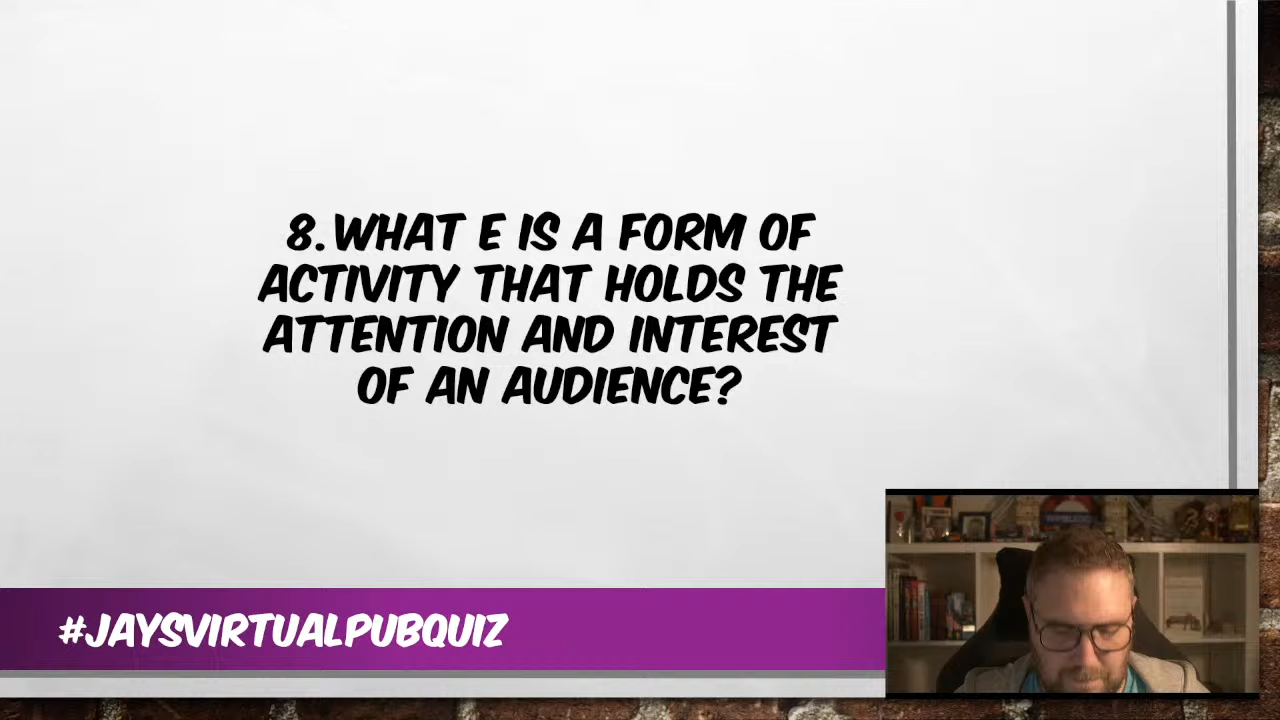 8. WHAT E IS A FORM OF
ACTIVITY THAT HOLDS THE
ATTENTION AND INTEREST
OF AN AUDIENCE?
#JAYSVIRTUALPUBQUIZ